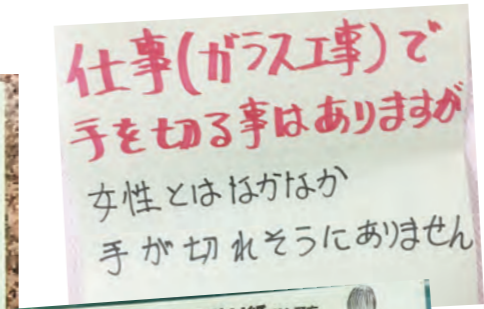 仕事(ガラス工事)で
手を切る事はありますが
女性とはなかなか
手が切れそうにありません